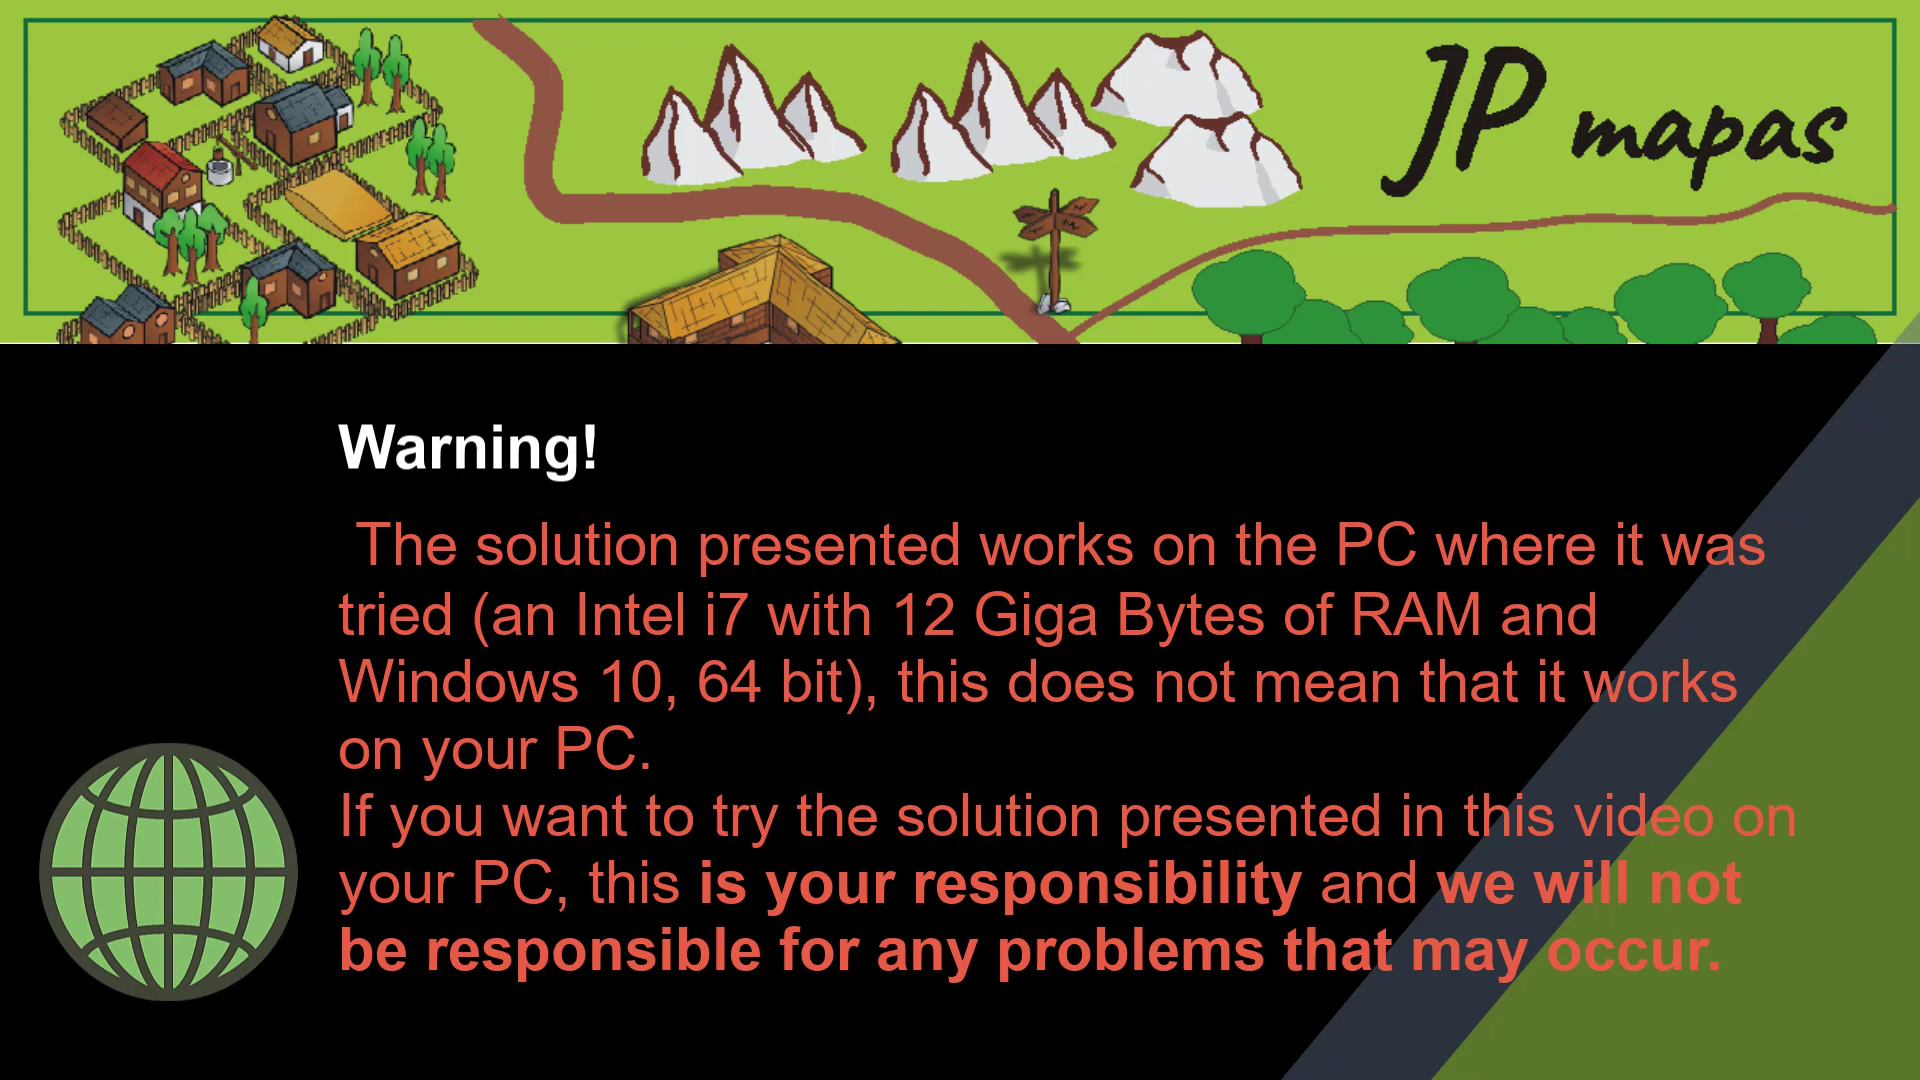 JP mapas
Warning!
The solution presented works on the PC where it was
tried (an Intel i7 with 12 Giga Bytes of RAM and
Windows 10, 64 bit), this does not mean that it works
on your PC.
If you want to try the solution presented in this video on
your PC, this is your responsibility and we will not
be responsible for any problems that may occur.